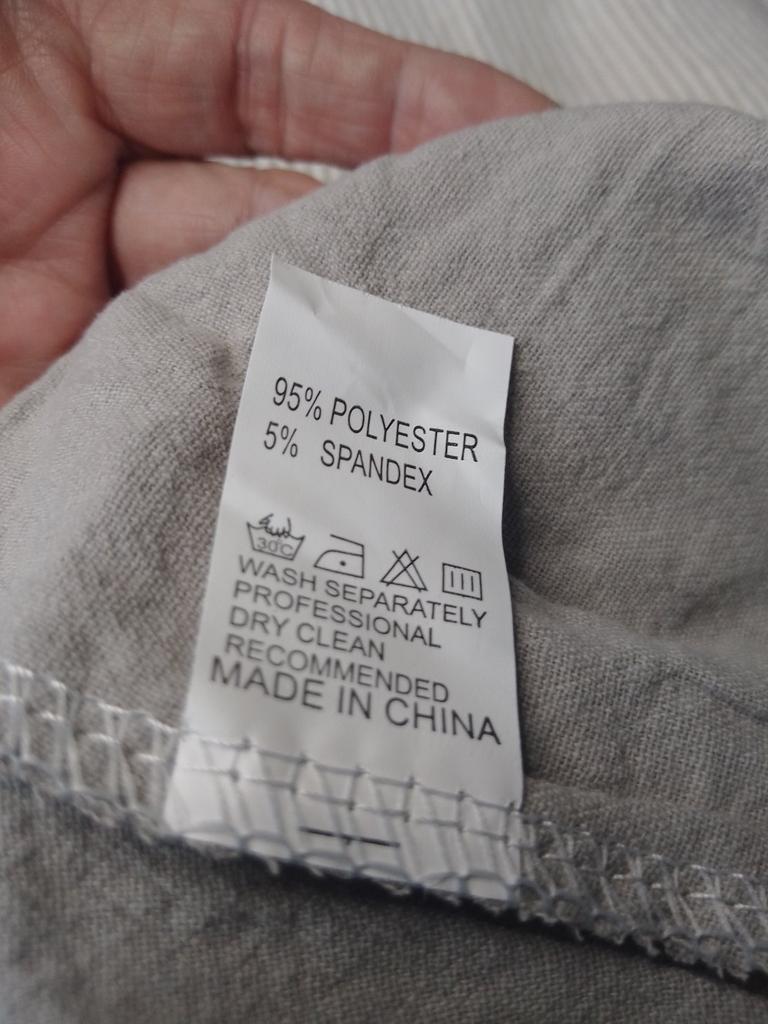 95% POLYESTER
5% SPANDEX
30°C
WASH SEPARATELY
PROFESSIONAL
DRY CLEAN
RECOMMENDED
MADE IN CHINA